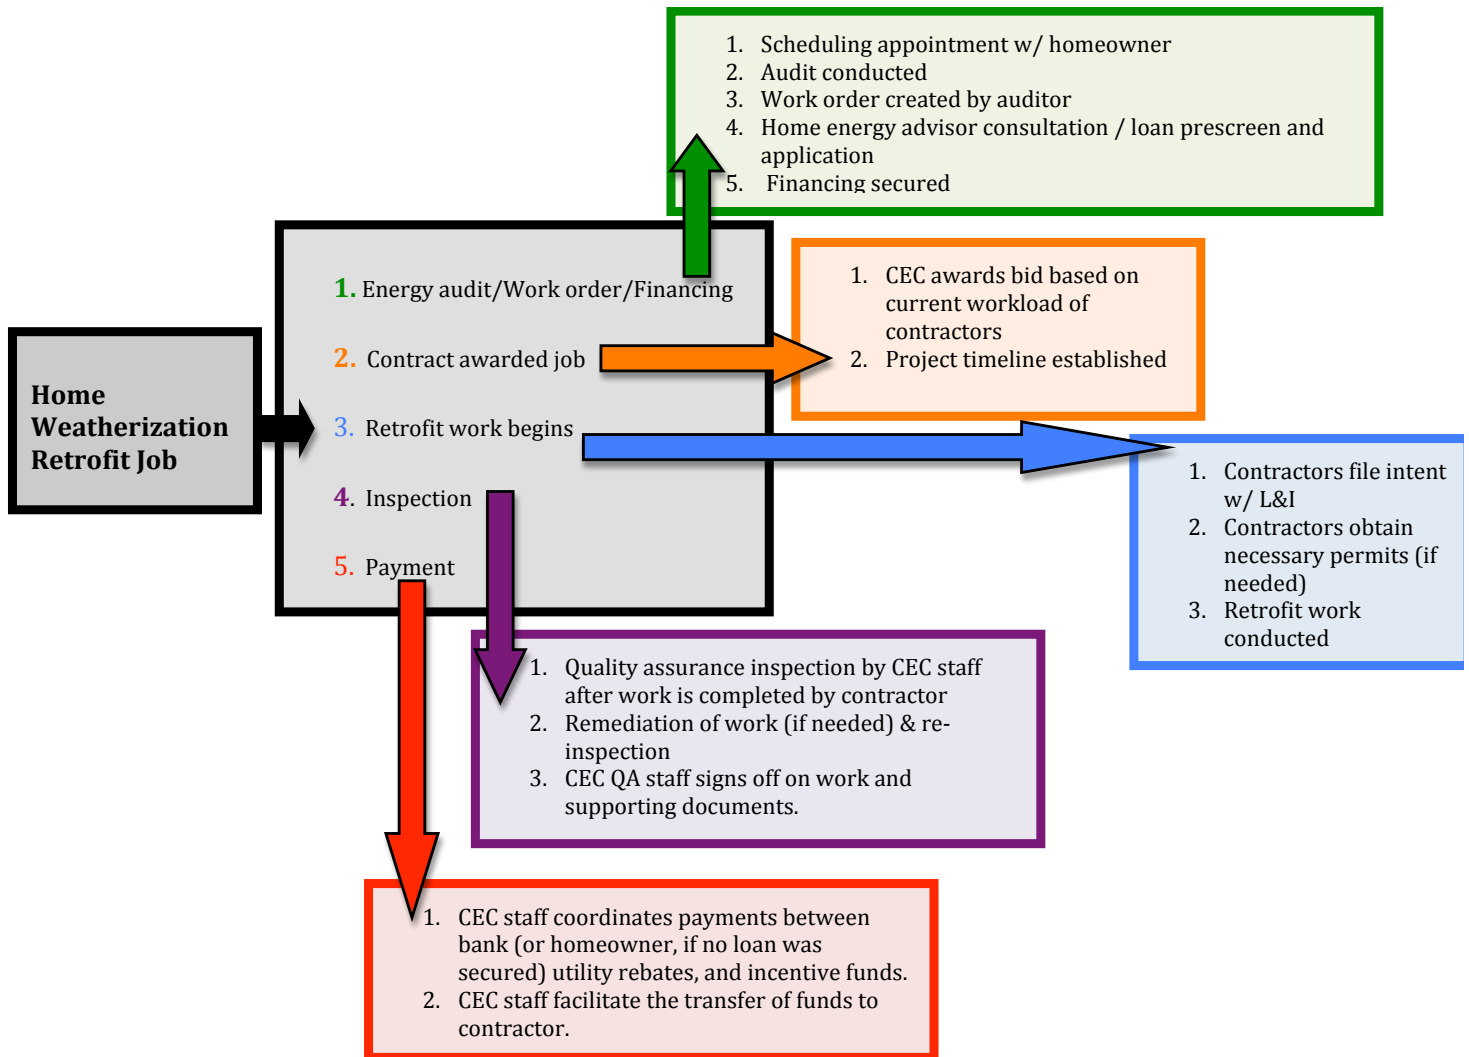 1. Scheduling appointment w/ homeowner
2. Audit conducted
3. Work order created by auditor
4. Home energy advisor consultation / loan prescreen and
application
5. Financing secured
1. Energy audit/Work order/Financing
2. Contract awarded job
3. Retrofit work begins
4. Inspection
5. Payment
1. CEC awards bid based on
current workload of
contractors
2. Project timeline established
Home
Weatherization
Retrofit Job
1. Contractors file intent
w/ L&I
2. Contractors obtain
necessary permits (if
needed)
3. Retrofit work
conducted
1. Quality assurance inspection by CEC staff
after work is completed by contractor
2. Remediation of work (if needed) & re-
inspection
3. CEC QA staff signs off on work and
supporting documents.
1. CEC staff coordinates payments between
bank (or homeowner, if no loan was
secured) utility rebates, and incentive funds.
2. CEC staff facilitate the transfer of funds to
contractor.